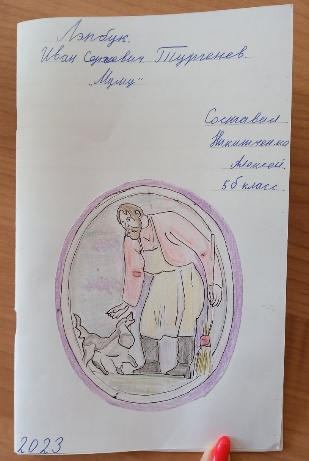 Лэпбук.
Иван Сергеевич Тургенев.
„Муму"
Составил
Никитченко
Алексей.
5б класс.
2023